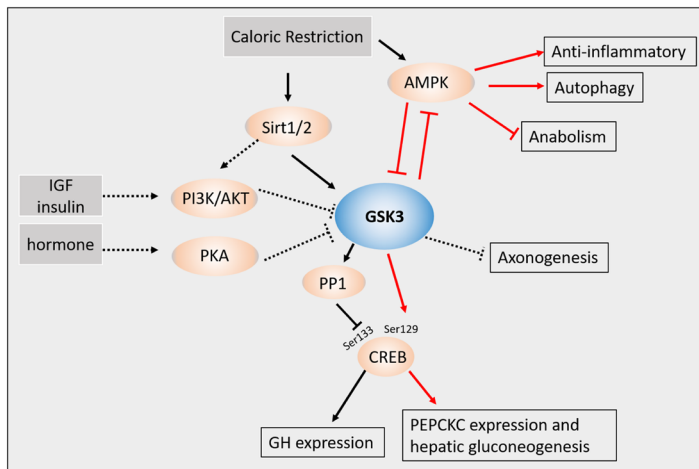 Caloric Restriction
Anti-inflammatory
AMPK
Autophagy
Sirt1/2
Anabolism
IGF
insulin
PI3K/AKT
GSK3
hormone
PKA
Axonogenesis
PP1
Ser133
Ser129
CREB
GH expression
PEPCKC expression and
hepatic gluconeogenesis